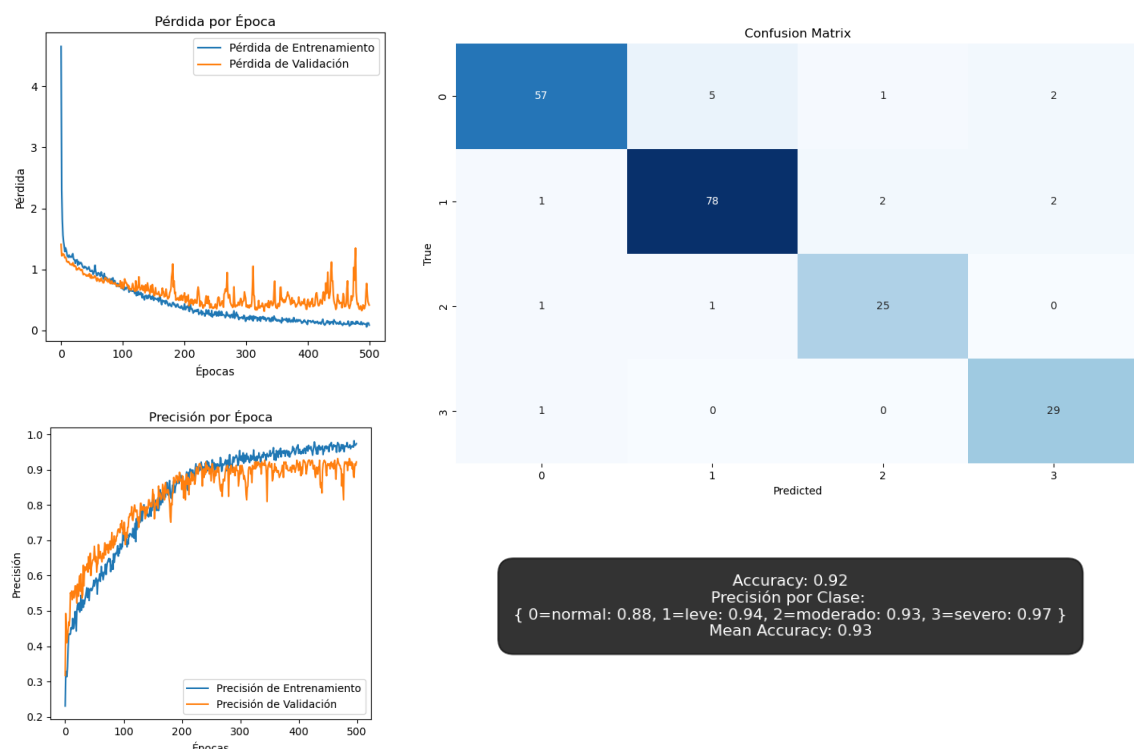 Pérdida por Época
Pérdida de Entrenamiento
Pérdida de Validación
4
3
2
1
0
Pérdida
0 100 200 300 400 500
Épocas
Precisión por Época
1.0
0.9
0.8
0.7
0.6
0.5
0.4
0.3
0.2
Precisión
Precisión de Entrenamiento
Precisión de Validación
0 100 200 300 400 500
Épocas
Confusion Matrix
True
0 57 5 1 2
1 1 78 2 2
2 1 1 25 0
3 1 0 0 29
0 1 2 3
Predicted
Accuracy: 0.92
Precisión por Clase:
{ 0=normal: 0.88, 1=leve: 0.94, 2=moderado: 0.93, 3=severo: 0.97 }
Mean Accuracy: 0.93